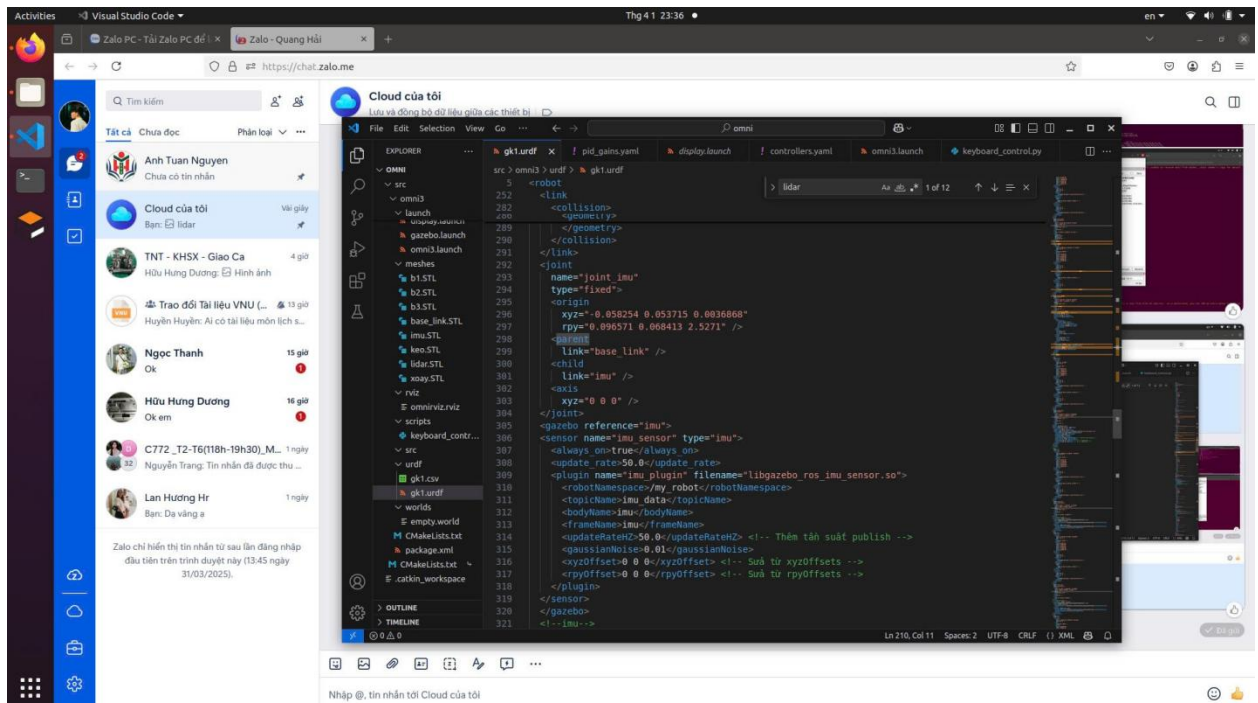 Activities
Visual Studio Code
Thg 4 1 23:36
en
Zalo PC - Tải Zalo PC để
Zalo - Quang Hải
https://chat.zalo.me
Tìm kiếm
Tất cả
Chưa đọc
Phân loại
Anh Tuan Nguyen
Chưa có tin nhắn
Cloud của tôi
Vài giây
Bạn: lidar
TNT - KHSX - Giao Ca
4 giờ
Hữu Hưng Dương: Hình ảnh
Trao đổi Tài liệu VNU (...
13 giờ
Huyền Huyền: Ai có tài liệu môn lịch s...
Ngọc Thanh
15 giờ
Ok
1
Hữu Hưng Dương
16 giờ
Ok em
1
C772 _T2-T6(118h-19h30)_M...
1 ngày
32
Nguyễn Trang: Tin nhắn đã được thu ...
Lan Hương Hr
1 ngày
Bạn: Dạ vâng ạ
Zalo chỉ hiển thị tin nhắn từ sau lần đăng nhập
đầu tiên trên trình duyệt này (13:45 ngày
31/03/2025).
Cloud của tôi
Lưu và đồng bộ dữ liệu giữa các thiết bị
File Edit Selection View Go ...
omni
EXPLORER
OMNI
src
omni3
launch
display.launch
gazebo.launch
omni3.launch
meshes
b1.STL
b2.STL
b3.STL
base_link.STL
imu.STL
keo.STL
lidar.STL
xoay.STL
rviz
omnirviz.rviz
scripts
keyboard_contr...
src
urdf
gk1.csv
gk1.urdf
worlds
empty.world
CMakeLists.txt
package.xml
CMakeLists.txt
.catkin_workspace
OUTLINE
TIMELINE
gk1.urdf
pid_gains.yaml
display.launch
controllers.yaml
omni3.launch
keyboard_control.py
src > omni3 > urdf > gk1.urdf
lidar
1 of 12
5 <robot
252 <link
282 <collision>
286 <geometry>
289 </geometry>
290 </collision>
291 </link>
292 <joint
293 name="joint_imu"
294 type="fixed">
295 <origin
296 xyz="-0.058254 0.053715 0.0036868"
297 rpy="0.096571 0.068413 2.5271" />
298 <parent
299 link="base_link" />
300 <child
301 link="imu" />
302 <axis
303 xyz="0 0 0" />
304 </joint>
305 <gazebo reference="imu">
306 <sensor name="imu_sensor" type="imu">
307 <always_on>true</always_on>
308 <update_rate>50.0</update_rate>
309 <plugin name="imu_plugin" filename="libgazebo_ros_imu_sensor.so">
310 <robotNamespace>/my_robot</robotNamespace>
311 <topicName>imu_data</topicName>
312 <bodyName>imu</bodyName>
313 <frameName>imu</frameName>
314 <updateRateHZ>50.0</updateRateHZ> <!-- Thêm tần suất publish -->
315 <gaussianNoise>0.01</gaussianNoise>
316 <xyzOffset>0 0 0</xyzOffset> <!-- Sửa từ xyzOffsets -->
317 <rpyOffset>0 0 0</rpyOffset> <!-- Sửa từ rpyOffsets -->
318 </plugin>
319 </sensor>
320 </gazebo>
321 <!--imu-->
0 0 0
Ln 210, Col 11 Spaces: 2 UTF-8 CRLF XML
Đã gửi
Nhập @, tin nhắn tới Cloud của tôi